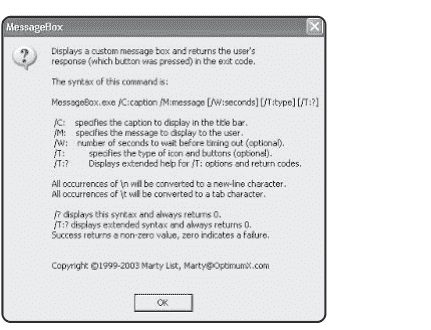 MessageBox
Displays a custom message box and returns the user's
response (which button was pressed) in the exit code.
The syntax of this command is:
MessageBox.exe /C:caption /M:message [/W:seconds] [/T:type] [/T:?]
/C: specifies the caption to display in the title bar.
/M: specifies the message to display to the user.
/W: number of seconds to wait before timing out (optional).
/T: specifies the type of icon and buttons (optional).
/T:? Displays extended help for /T: options and return codes.
All occurrences of \n will be converted to a new-line character.
All occurrences of \t will be converted to a tab character.
/? displays this syntax and always returns 0.
/T:? displays extended syntax and always returns 0.
Success returns a non-zero value, zero indicates a failure.
Copyright ©1999-2003 Marty List, Marty@OptimumX.com
OK